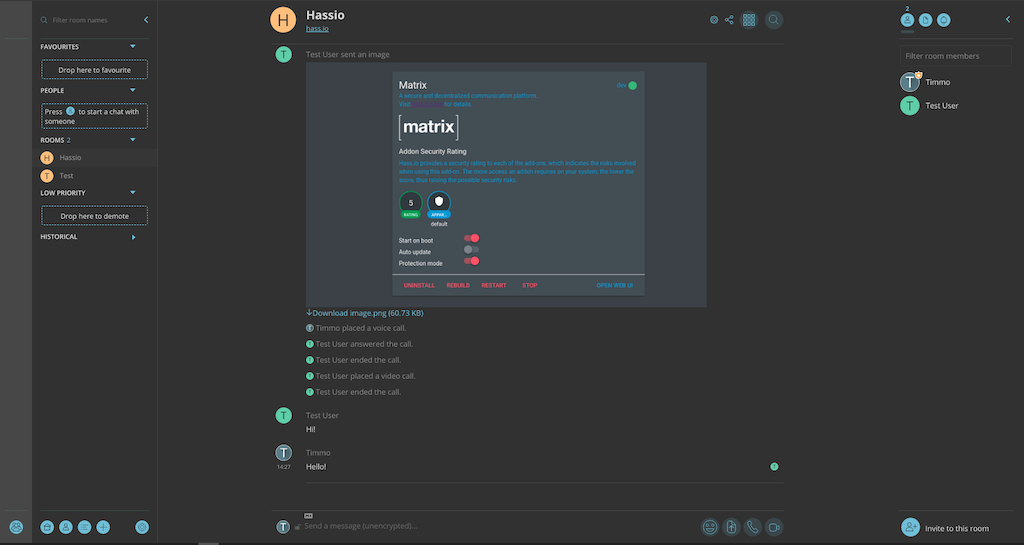 Filter room names
FAVOURITES
Drop here to favourite
PEOPLE
Press to start a chat with
someone
ROOMS 2
H Hassio
T Test
LOW PRIORITY
Drop here to demote
HISTORICAL
H Hassio
hass.io
T Test User sent an image
Matrix
A secure and decentralized communication platform.
Visit for details
[matrix]
Addon Security Rating
Hass.io provides a security rating to each of the add-ons, which indicates the risks involved
when using this add-on. The more access an addon requires on your system, the lower the
score, thus raising the possible security risks.
5
RATING
APPAR...
default
Start on boot
Auto update
Protection mode
UNINSTALL REBUILD RESTART STOP OPEN WEB UI
Download image.png (60.73 KB)
T Timmo placed a voice call.
T Test User answered the call.
T Test User ended the call.
T Test User placed a video call.
T Test User ended the call.
T Test User
Hi!
T Timmo
14:27 Hello!
T
T Send a message (unencrypted)...
2
Filter room members
T Timmo
T Test User
Invite to this room